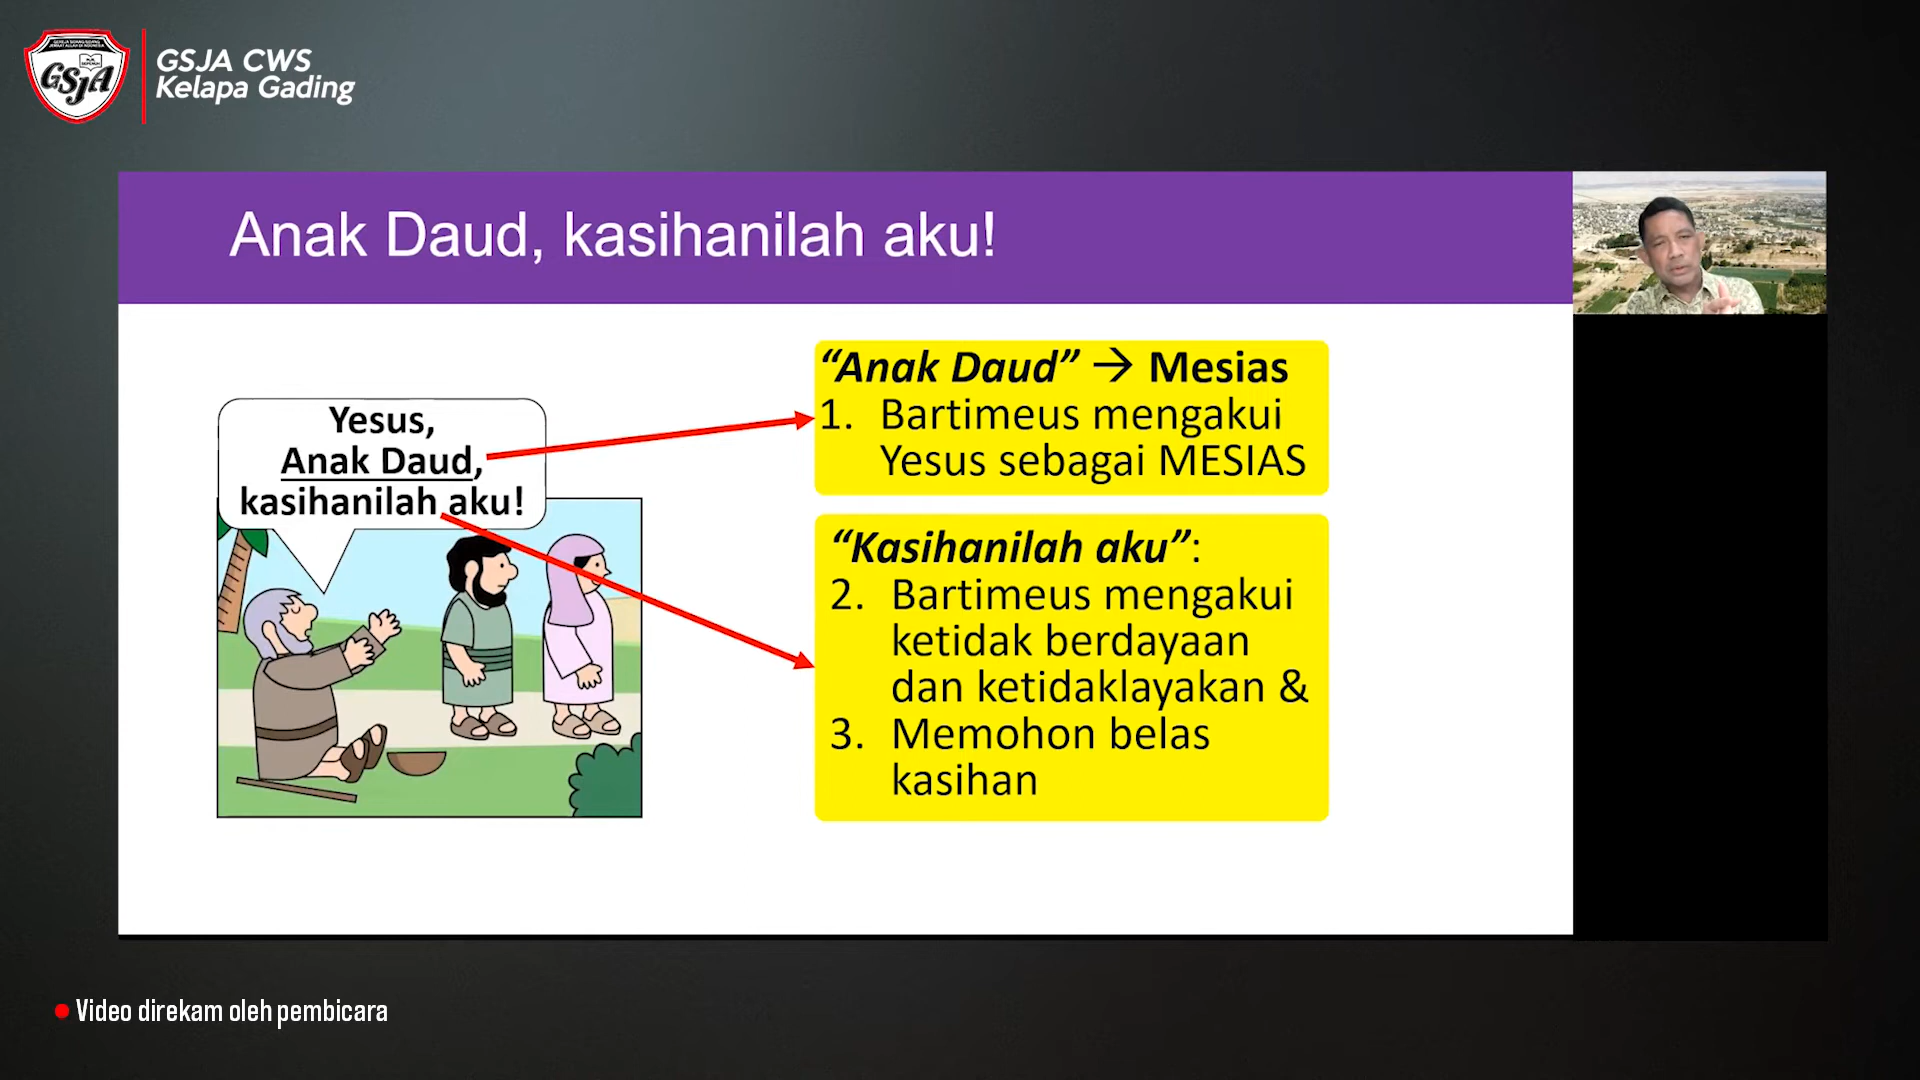 GSJA
GSJA CWS
Kelapa Gading
Anak Daud, kasihanilah aku!
Yesus,
Anak Daud,
kasihanilah aku!
“Anak Daud” → Mesias
1. Bartimeus mengakui
Yesus sebagai MESIAS
“Kasihanilah aku”:
2. Bartimeus mengakui
ketidak berdayaan
dan ketidaklayakan &
3. Memohon belas
kasihan
Video direkam oleh pembicara